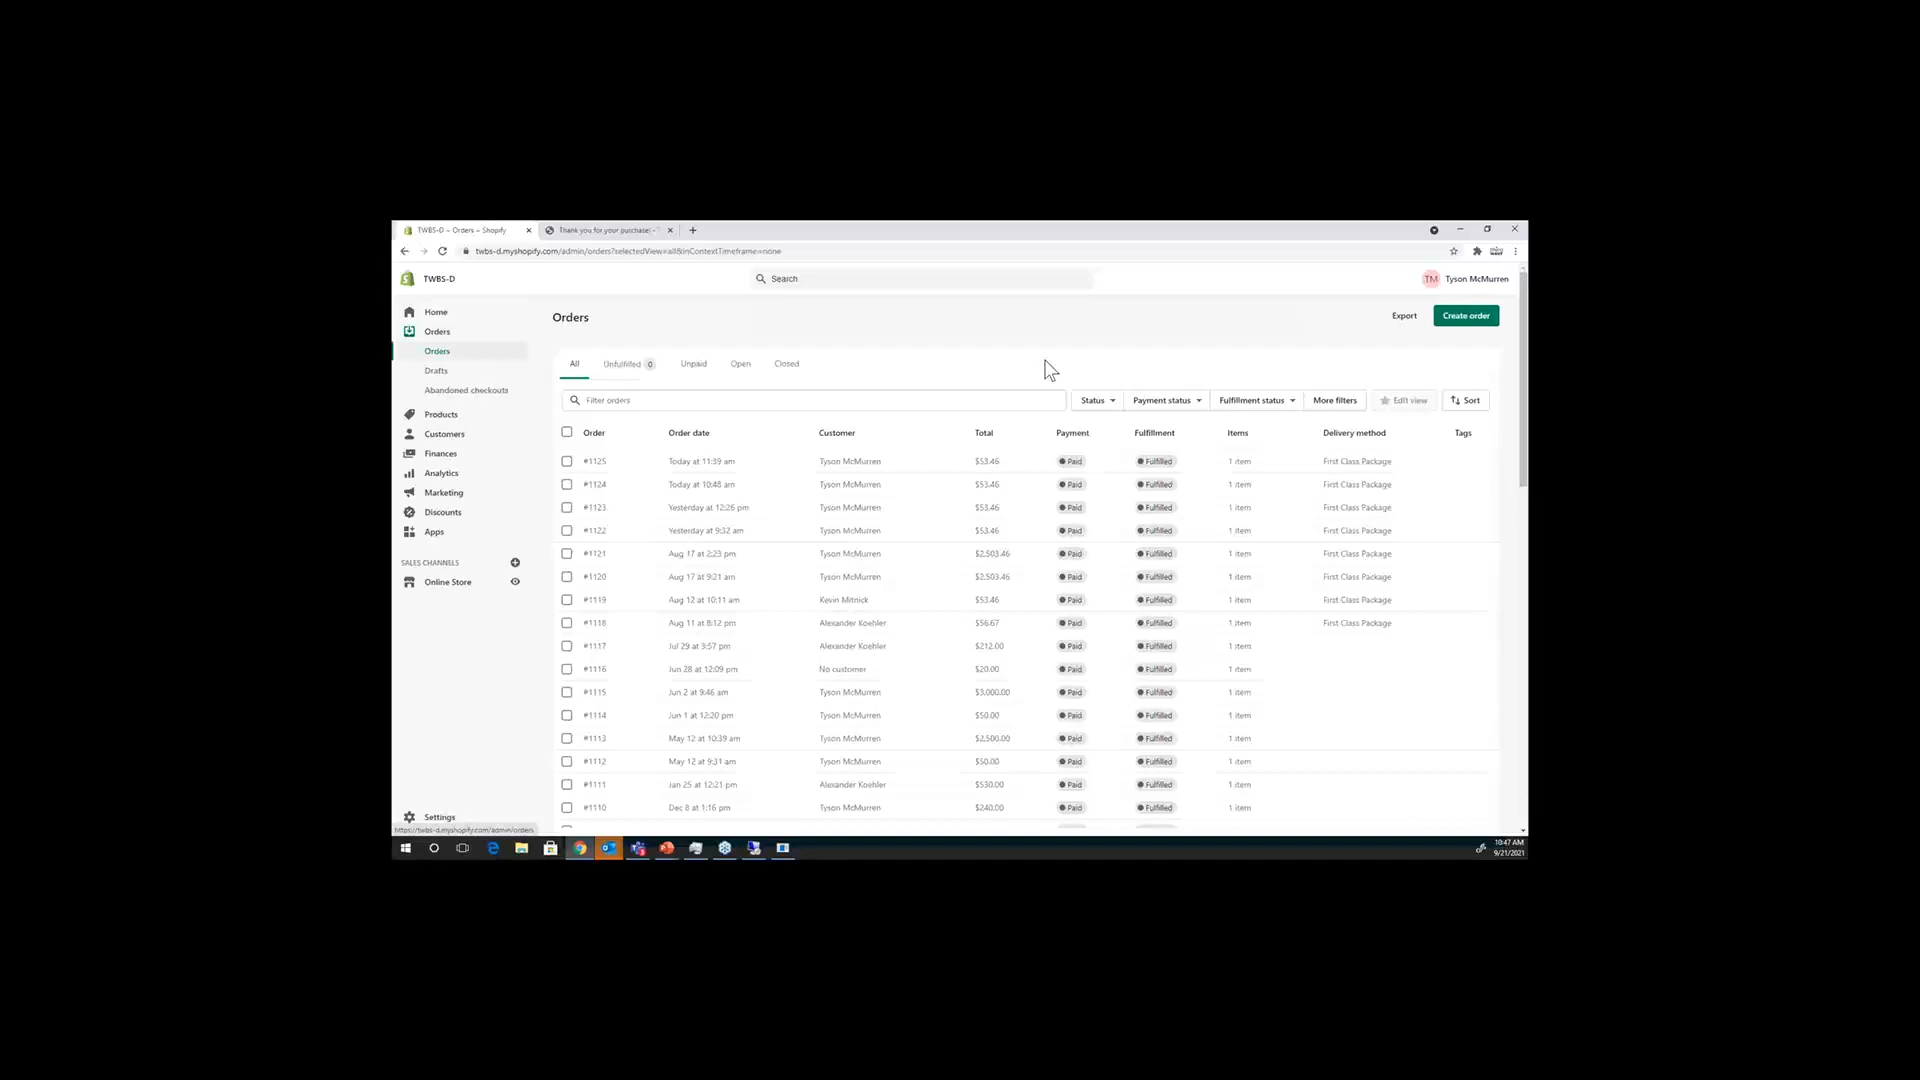 TWBS-D ~ Orders ~ Shopify
Thank you for your purchase! -
twbs-d.myshopify.com/admin/orders?selectedView=all&inContextTimeframe=none
TWBS-D
Search
TM Tyson McMurren
Home
Orders
Orders
Drafts
Abandoned checkouts
Products
Customers
Finances
Analytics
Marketing
Discounts
Apps
SALES CHANNELS
Online Store
Settings
https://twbs-d.myshopify.com/admin/orders
Orders
Export
Create order
All Unfulfilled 0 Unpaid Open Closed
Filter orders Status Payment status Fulfillment status More filters Edit view Sort
Order Order date Customer Total Payment Fulfillment Items Delivery method Tags
#1125 Today at 11:39 am Tyson McMurren $53.46 Paid Fulfilled 1 item First Class Package
#1124 Today at 10:48 am Tyson McMurren $53.46 Paid Fulfilled 1 item First Class Package
#1123 Yesterday at 12:26 pm Tyson McMurren $53.46 Paid Fulfilled 1 item First Class Package
#1122 Yesterday at 9:32 am Tyson McMurren $53.46 Paid Fulfilled 1 item First Class Package
#1121 Aug 17 at 2:23 pm Tyson McMurren $2,503.46 Paid Fulfilled 1 item First Class Package
#1120 Aug 17 at 9:21 am Tyson McMurren $2,503.46 Paid Fulfilled 1 item First Class Package
#1119 Aug 12 at 10:11 am Kevin Mitnick $53.46 Paid Fulfilled 1 item First Class Package
#1118 Aug 11 at 8:12 pm Alexander Koehler $56.67 Paid Fulfilled 1 item First Class Package
#1117 Jul 29 at 3:57 pm Alexander Koehler $212.00 Paid Fulfilled 1 item
#1116 Jun 28 at 12:09 pm No customer $20.00 Paid Fulfilled 1 item
#1115 Jun 2 at 9:46 am Tyson McMurren $3,000.00 Paid Fulfilled 1 item
#1114 Jun 1 at 12:20 pm Tyson McMurren $50.00 Paid Fulfilled 1 item
#1113 May 12 at 10:39 am Tyson McMurren $2,500.00 Paid Fulfilled 1 item
#1112 May 12 at 9:31 am Tyson McMurren $50.00 Paid Fulfilled 1 item
#1111 Jan 25 at 12:21 pm Alexander Koehler $530.00 Paid Fulfilled 1 item
#1110 Dec 8 at 1:16 pm Tyson McMurren $240.00 Paid Fulfilled 1 item
10:47 AM
9/21/2021